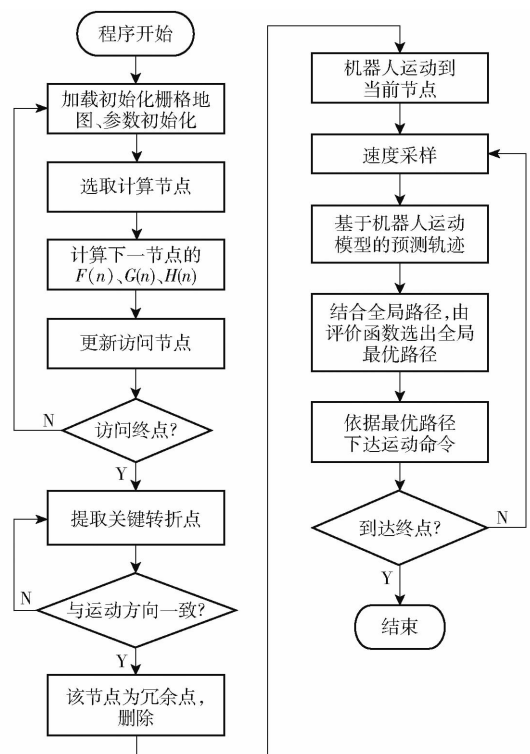 程序开始
加载初始化栅格地
图、参数初始化
选取计算节点
计算下一节点的
F(n)、G(n)、H(n)
更新访问节点
N
访问终点?
Y
提取关键转折点
N
与运动方向一致?
Y
该节点为冗余点,
删除
机器人运动到
当前节点
速度采样
基于机器人运动
模型的预测轨迹
结合全局路径,由
评价函数选出全局
最优路径
依据最优路径
下达运动命令
到达终点?
N
Y
结束